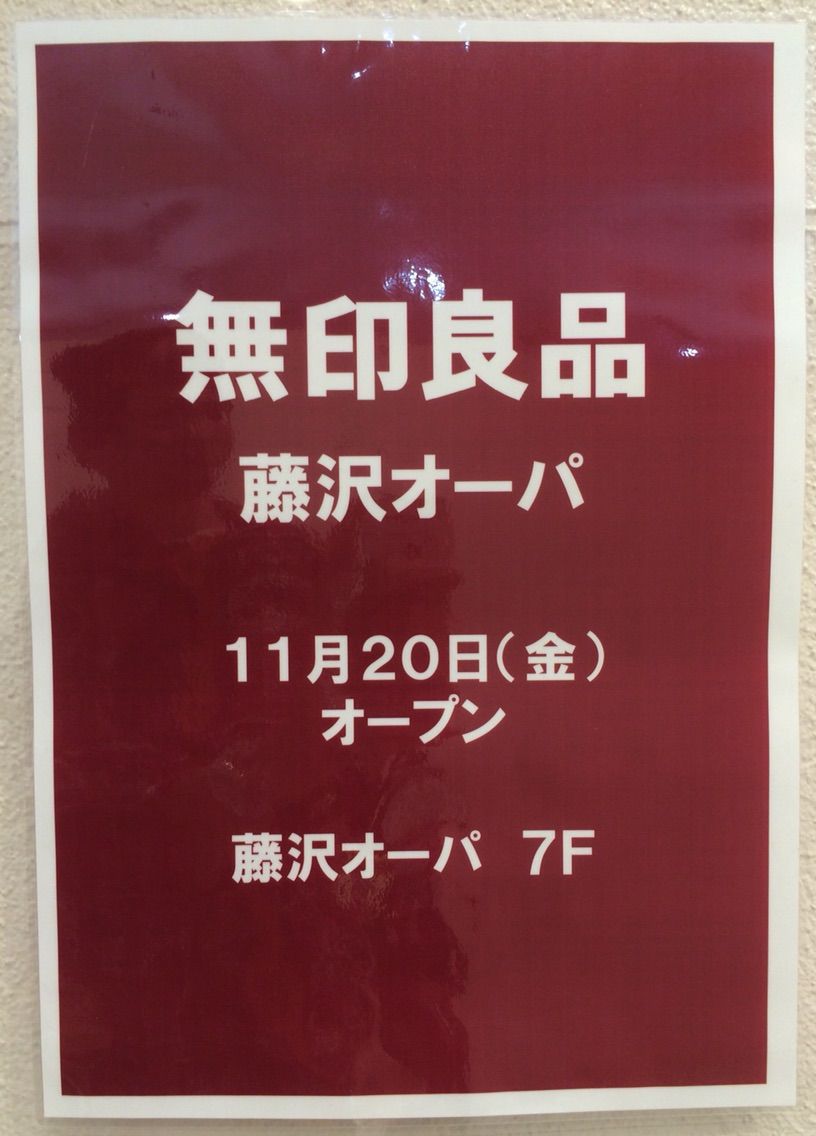 無印良品
藤沢オーパ
11月20日(金)
オープン
藤沢オーパ 7F